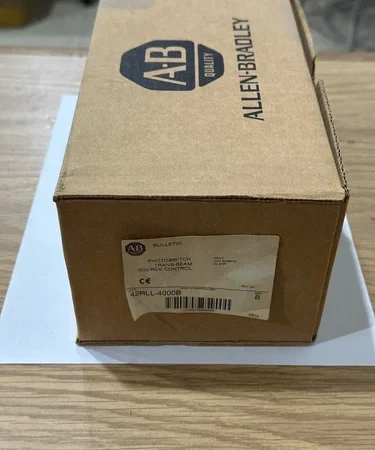 A-B
QUALITY
ALLEN-BRADLEY
AB
BULLETIN
PHOTOSWITCH
TRANS-BEAM
SOURCE CONTROL
CE
42RLL-4000B
B